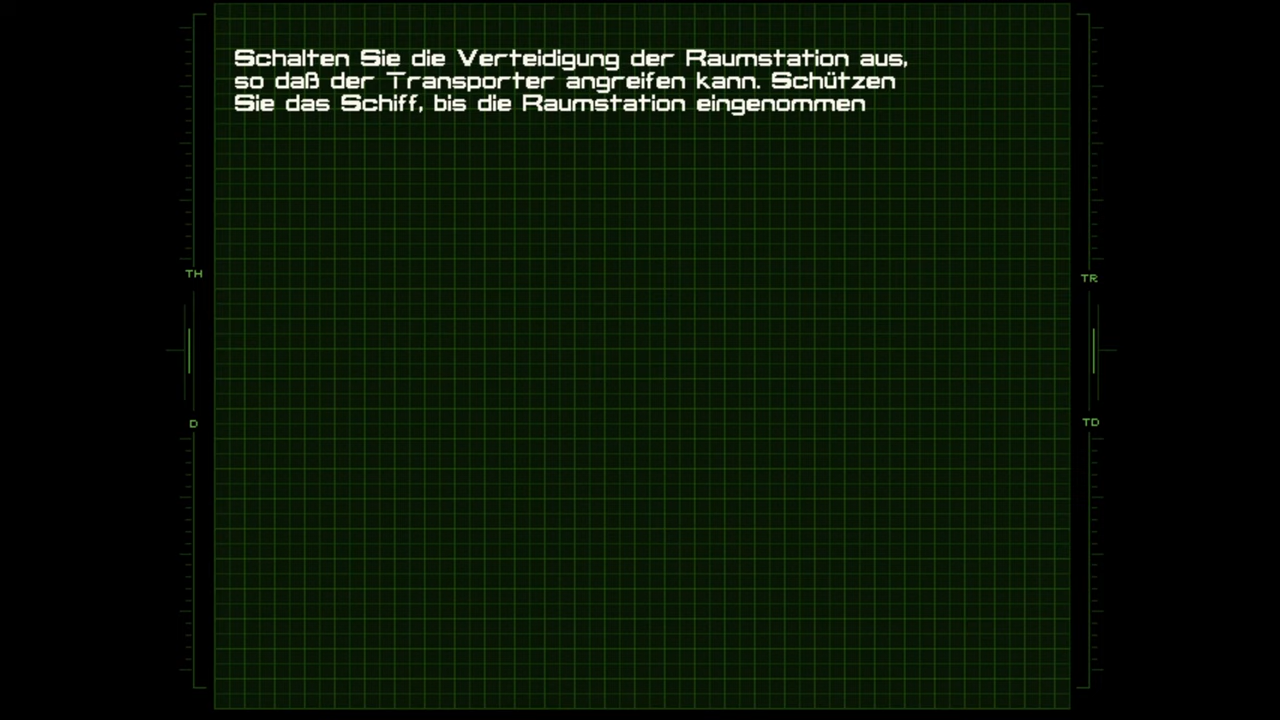 Schalten Sie die Verteidigung der Raumstation aus,
so daß der Transporter angreifen kann. Schützen
Sie das Schiff, bis die Raumstation eingenommen
TH
TR
D
TD